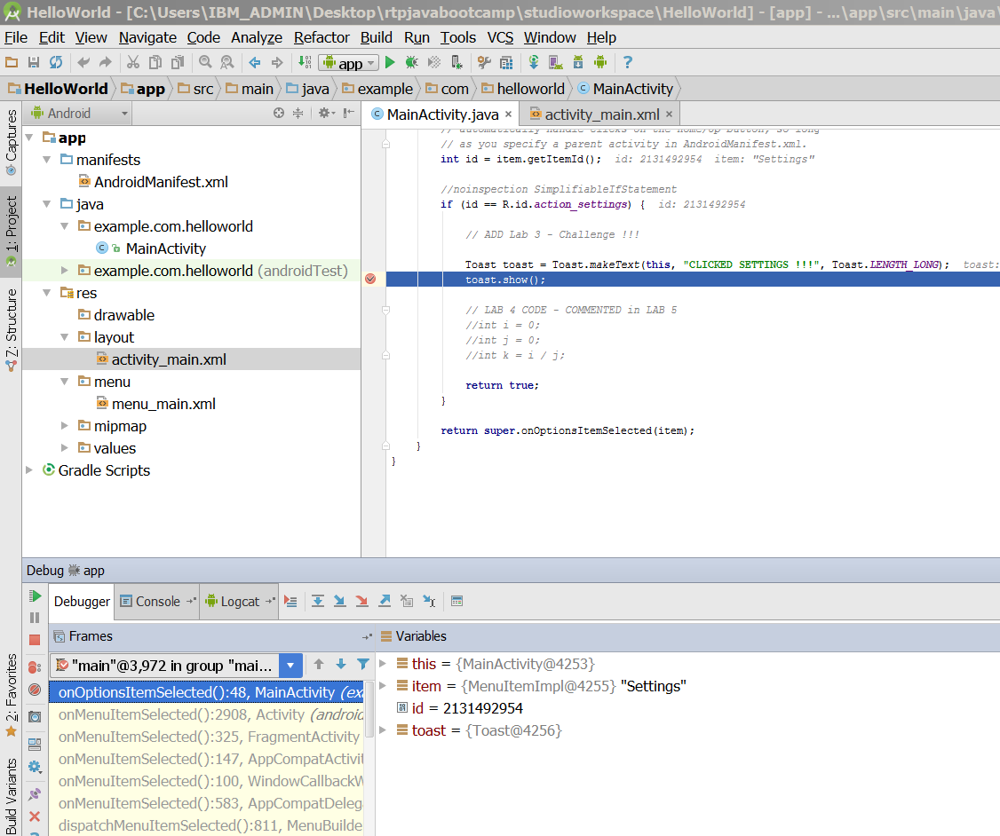 HelloWorld - [C:\Users\IBM_ADMIN\Desktop\rtpjavabootcamp\studioworkspace\HelloWorld] - [app] - ...\app\src\main\java\
File Edit View Navigate Code Analyze Refactor Build Run Tools VCS Window Help
app
HelloWorld app src main java example com helloworld MainActivity
Captures
1: Project
Z: Structure
2: Favorites
Build Variants
Android
app
manifests
AndroidManifest.xml
java
example.com.helloworld
MainActivity
example.com.helloworld (androidTest)
res
drawable
layout
activity_main.xml
menu
menu_main.xml
mipmap
values
Gradle Scripts
MainActivity.java × activity_main.xml ×
// automatically handle clicks on the Home/Up button, so long
// as you specify a parent activity in AndroidManifest.xml.
int id = item.getItemId();  id: 2131492954  item: "Settings"
//noinspection SimplifiableIfStatement
if (id == R.id.action_settings) {  id: 2131492954
// ADD Lab 3 - Challenge !!!
Toast toast = Toast.makeText(this, "CLICKED SETTINGS !!!", Toast.LENGTH_LONG);  toast:
toast.show();
// LAB 4 CODE - COMMENTED in LAB 5
//int i = 0;
//int j = 0;
//int k = i / j;
return true;
}
return super.onOptionsItemSelected(item);
}
}
Debug app
Debugger Console Logcat
Frames
"main"@3,972 in group "mai...
onOptionsItemSelected():48, MainActivity (exa
onMenuItemSelected():2908, Activity (android
onMenuItemSelected():325, FragmentActivity
onMenuItemSelected():147, AppCompatActivit
onMenuItemSelected():100, WindowCallbackW
onMenuItemSelected():583, AppCompatDelega
dispatchMenuItemSelected():811, MenuBuilde
Variables
this = {MainActivity@4253}
item = {MenuItemImpl@4255} "Settings"
id = 2131492954
toast = {Toast@4256}